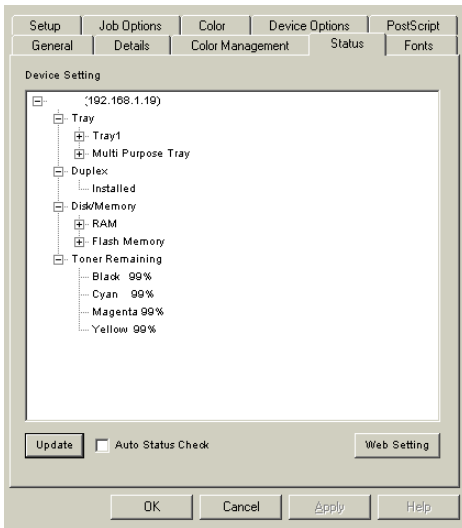 Setup Job Options Color Device Options PostScript
General Details Color Management Status Fonts
Device Setting
(192.168.1.19)
Tray
Tray1
Multi Purpose Tray
Duplex
Installed
Disk/Memory
RAM
Flash Memory
Toner Remaining
Black 99%
Cyan 99%
Magenta 99%
Yellow 99%
Update Auto Status Check Web Setting
OK Cancel Apply Help